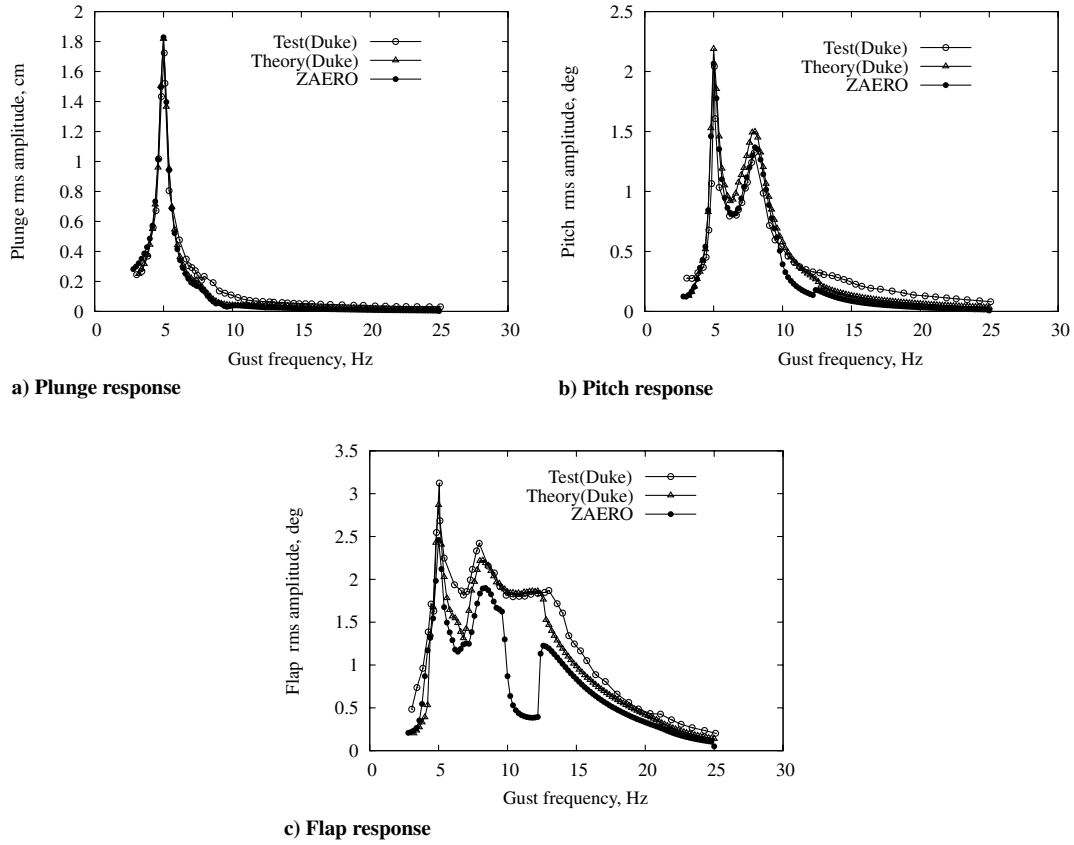 2
1.8
1.6
1.4
1.2
1
0.8
0.6
0.4
0.2
0
Plunge rms amplitude, cm
Test(Duke)
Theory(Duke)
ZAERO
0 5 10 15 20 25 30
Gust frequency, Hz
a) Plunge response
2.5
2
1.5
1
0.5
0
Pitch rms amplitude, deg
Test(Duke)
Theory(Duke)
ZAERO
0 5 10 15 20 25 30
Gust frequency, Hz
b) Pitch response
3.5
3
2.5
2
1.5
1
0.5
0
Flap rms amplitude, deg
Test(Duke)
Theory(Duke)
ZAERO
0 5 10 15 20 25 30
Gust frequency, Hz
c) Flap response